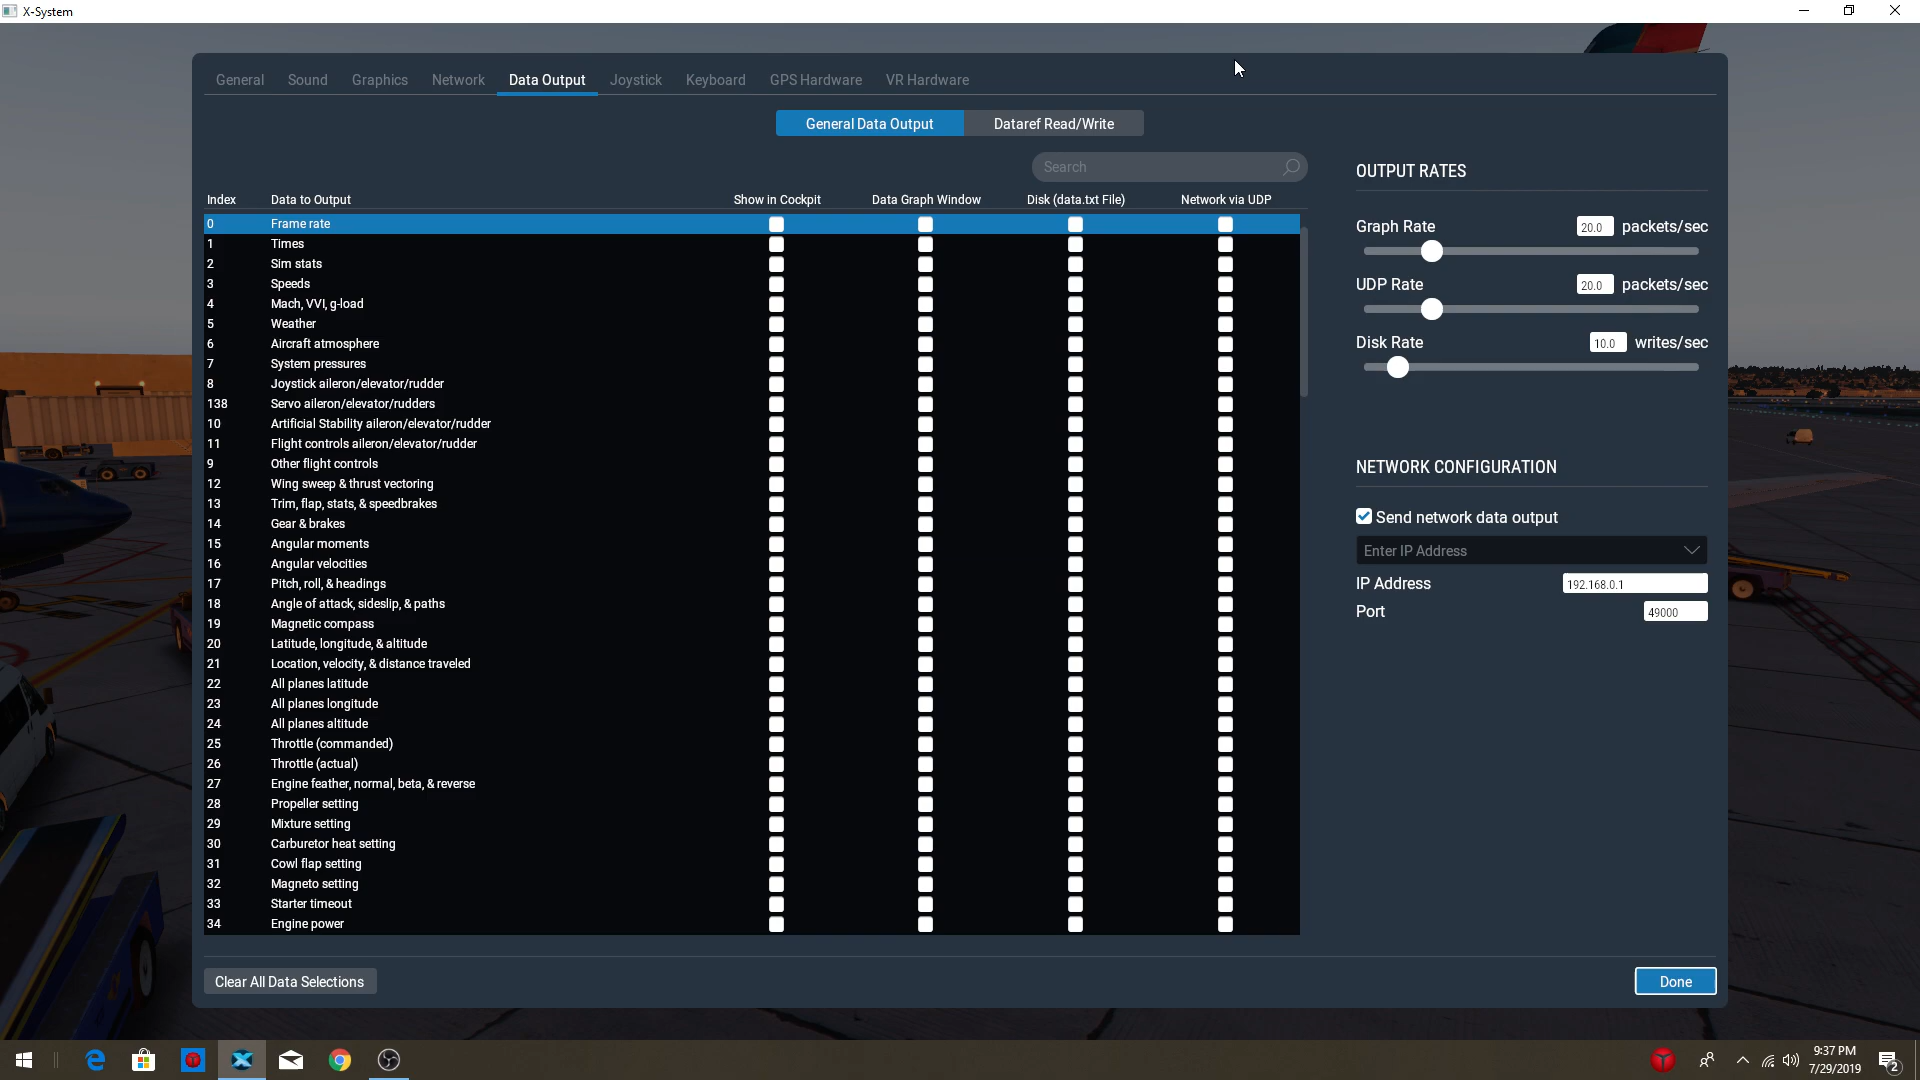 X-System
General Sound Graphics Network Data Output Joystick Keyboard GPS Hardware VR Hardware
General Data Output Dataref Read/Write
Search
Index Data to Output Show in Cockpit Data Graph Window Disk (data.txt File) Network via UDP
0 Frame rate
1 Times
2 Sim stats
3 Speeds
4 Mach, VVI, g-load
5 Weather
6 Aircraft atmosphere
7 System pressures
8 Joystick aileron/elevator/rudder
138 Servo aileron/elevator/rudders
10 Artificial Stability aileron/elevator/rudder
11 Flight controls aileron/elevator/rudder
9 Other flight controls
12 Wing sweep & thrust vectoring
13 Trim, flap, stats, & speedbrakes
14 Gear & brakes
15 Angular moments
16 Angular velocities
17 Pitch, roll, & headings
18 Angle of attack, sideslip, & paths
19 Magnetic compass
20 Latitude, longitude, & altitude
21 Location, velocity, & distance traveled
22 All planes latitude
23 All planes longitude
24 All planes altitude
25 Throttle (commanded)
26 Throttle (actual)
27 Engine feather, normal, beta, & reverse
28 Propeller setting
29 Mixture setting
30 Carburetor heat setting
31 Cowl flap setting
32 Magneto setting
33 Starter timeout
34 Engine power
OUTPUT RATES
Graph Rate 20.0 packets/sec
UDP Rate 20.0 packets/sec
Disk Rate 10.0 writes/sec
NETWORK CONFIGURATION
Send network data output
Enter IP Address
IP Address 192.168.0.1
Port 49000
Clear All Data Selections
Done
9:37 PM
7/29/2019
2